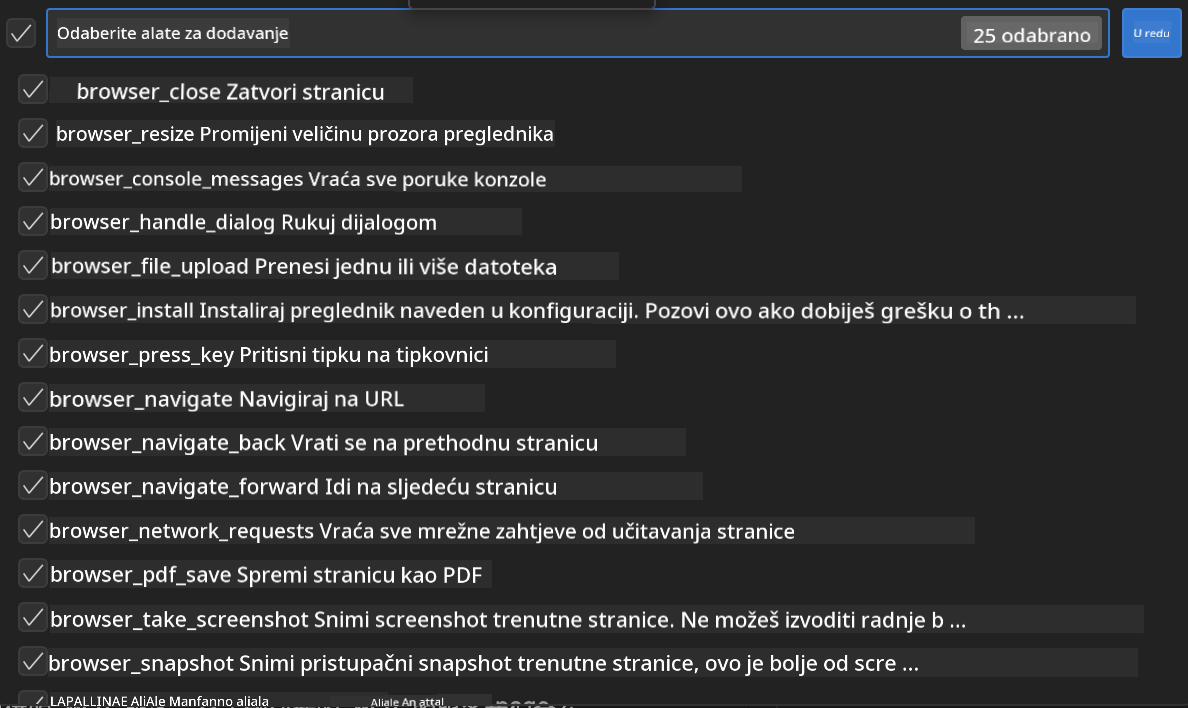 Odaberite alate za dodavanje 25 odabrano U redu
browser_close Zatvori stranicu
browser_resize Promijeni veličinu prozora preglednika
browser_console_messages Vraća sve poruke konzole
browser_handle_dialog Rukuj dijalogom
browser_file_upload Prenesi jednu ili više datoteka
browser_install Instaliraj preglednik naveden u konfiguraciji. Pozovi ovo ako dobiješ grešku o th ...
browser_press_key Pritisni tipku na tipkovnici
browser_navigate Navigiraj na URL
browser_navigate_back Vrati se na prethodnu stranicu
browser_navigate_forward Idi na sljedeću stranicu
browser_network_requests Vraća sve mrežne zahtjeve od učitavanja stranice
browser_pdf_save Spremi stranicu kao PDF
browser_take_screenshot Snimi screenshot trenutne stranice. Ne možeš izvoditi radnje b ...
browser_snapshot Snimi pristupačni snapshot trenutne stranice, ovo je bolje od scre ...